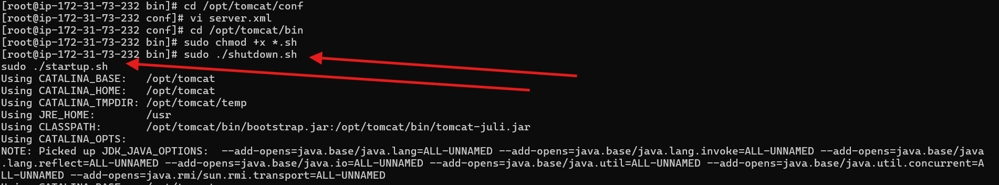 [root@ip-172-31-73-232 bin]# cd /opt/tomcat/conf
[root@ip-172-31-73-232 conf]# vi server.xml
[root@ip-172-31-73-232 conf]# cd /opt/tomcat/bin
[root@ip-172-31-73-232 bin]# sudo chmod +x *.sh
[root@ip-172-31-73-232 bin]# sudo ./shutdown.sh
sudo ./startup.sh
Using CATALINA_BASE:   /opt/tomcat
Using CATALINA_HOME:   /opt/tomcat
Using CATALINA_TMPDIR: /opt/tomcat/temp
Using JRE_HOME:        /usr
Using CLASSPATH:       /opt/tomcat/bin/bootstrap.jar:/opt/tomcat/bin/tomcat-juli.jar
Using CATALINA_OPTS:
NOTE: Picked up JDK_JAVA_OPTIONS:  --add-opens=java.base/java.lang=ALL-UNNAMED --add-opens=java.base/java.lang.invoke=ALL-UNNAMED --add-opens=java.base/java
.lang.reflect=ALL-UNNAMED --add-opens=java.base/java.io=ALL-UNNAMED --add-opens=java.base/java.util=ALL-UNNAMED --add-opens=java.base/java.util.concurrent=A
LL-UNNAMED --add-opens=java.rmi/sun.rmi.transport=ALL-UNNAMED